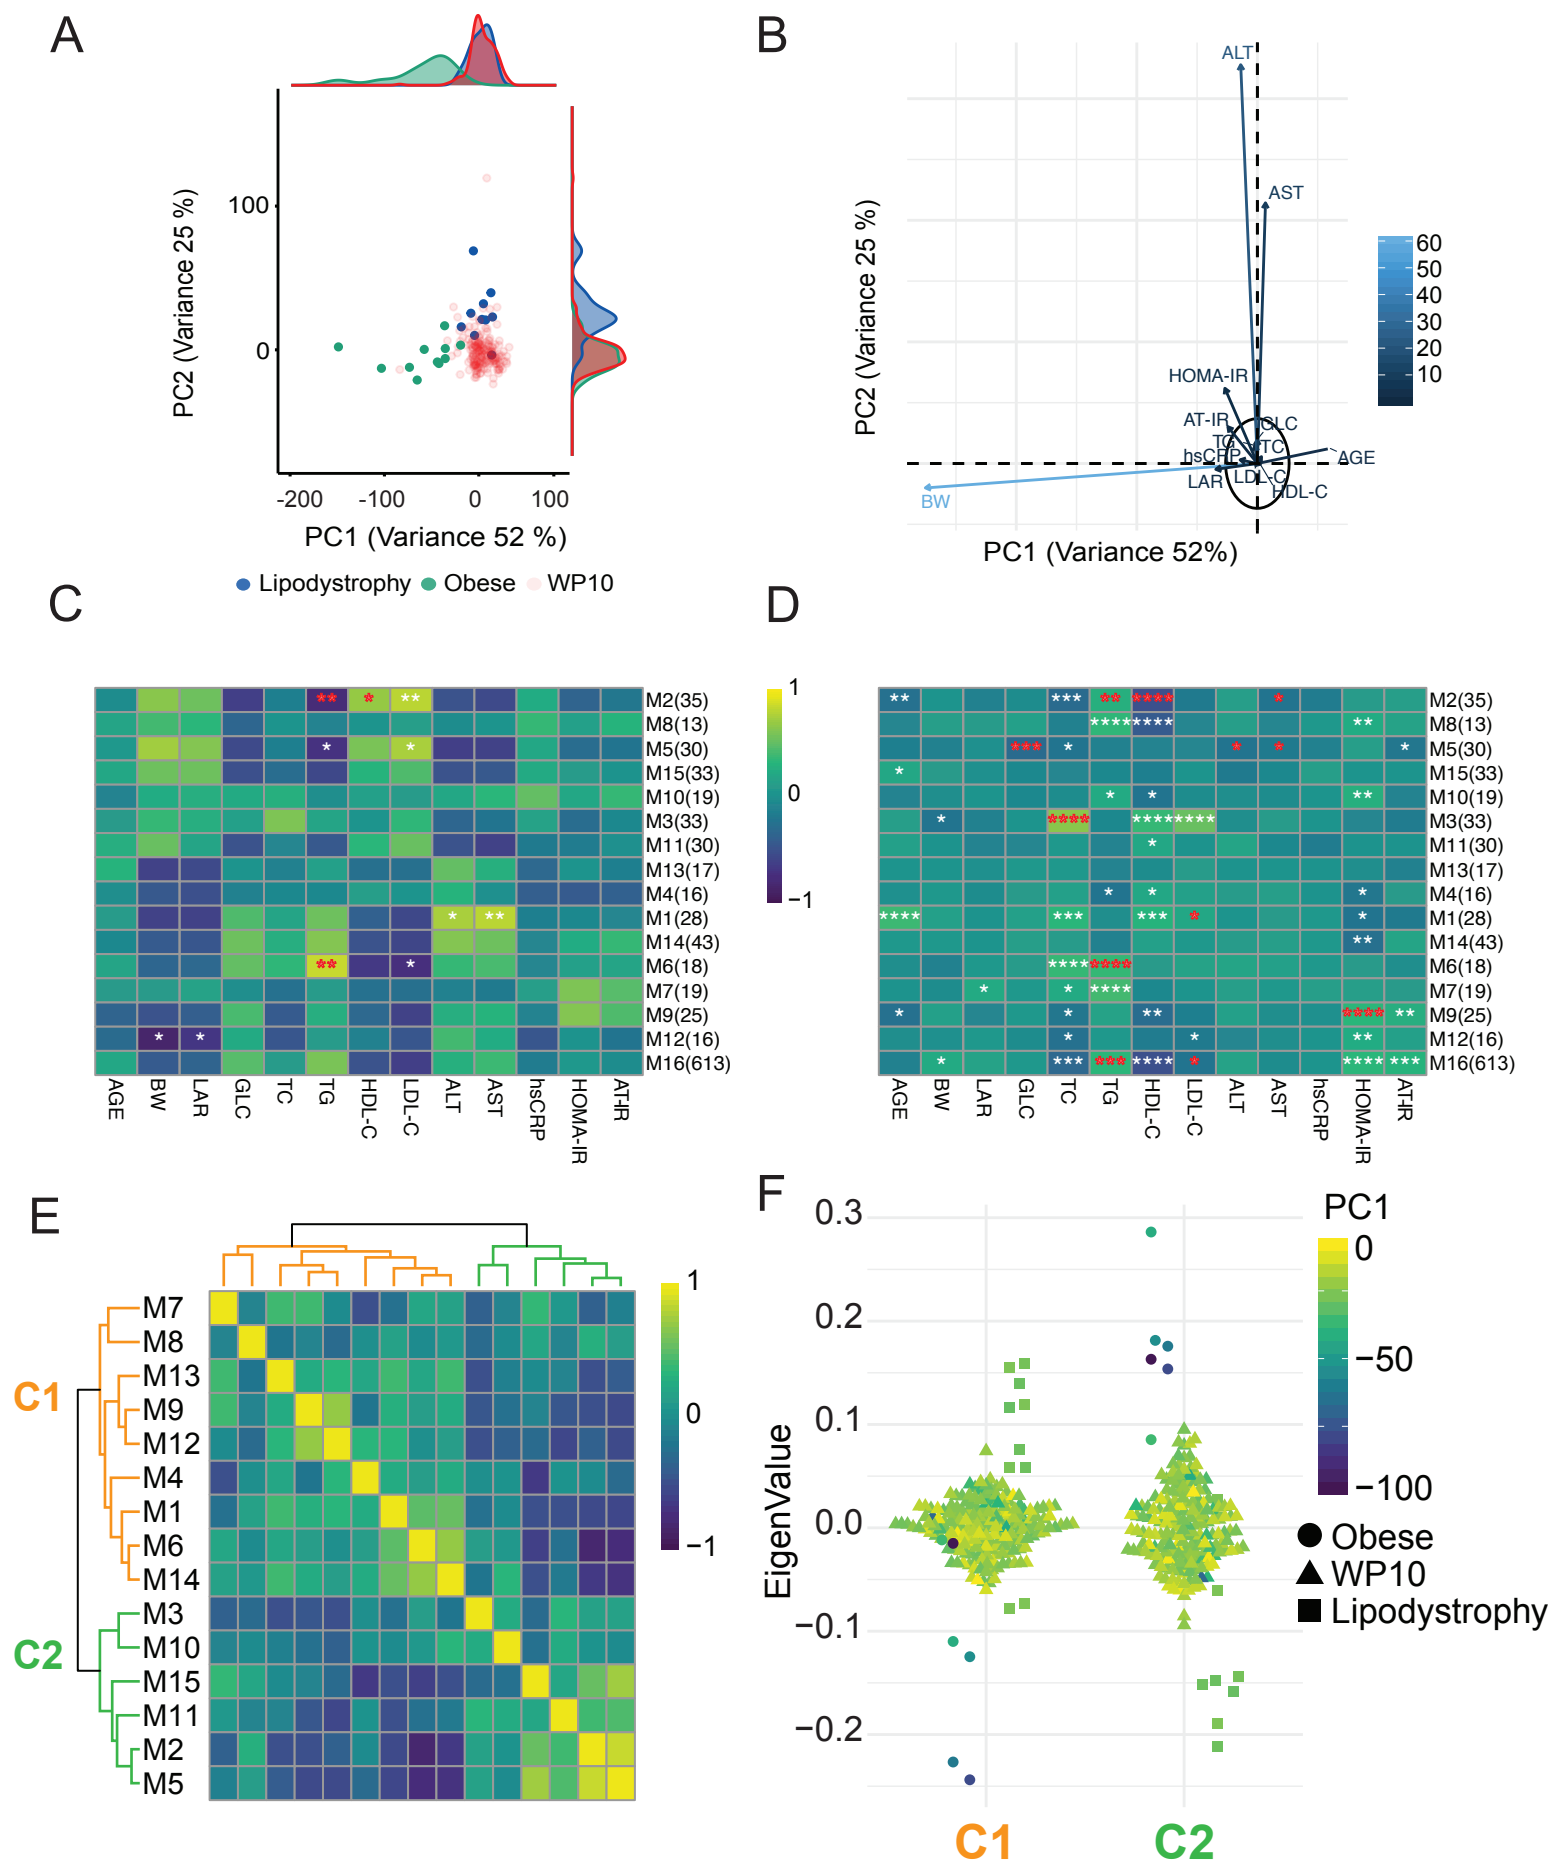 A
100
0
PC2 (Variance 25 %)
-200
-100
0
100
PC1 (Variance 52 %)
Lipodystrophy
Obese
WP10
B
ALT
AST
HOMA-IR
AT-IR
GLC
TG
TC
hsCRP
AGE
LAR
LDL-C
HDL-C
BW
PC2 (Variance 25 %)
PC1 (Variance 52%)
60
50
40
30
20
10
C
** * ** M2(35)
M8(13)
* * M5(30)
M15(33)
M10(19)
M3(33)
M11(30)
M13(17)
M4(16)
* ** M1(28)
M14(43)
** * M6(18)
M7(19)
M9(25)
* * M12(16)
M16(613)
AGE
BW
LAR
GLC
TC
TG
HDL-C
LDL-C
ALT
AST
hsCRP
HOMA-IR
AT-IR
1
0
−1
D
** *** ** **** * M2(35)
**** **** ** M8(13)
*** * * * * M5(30)
* M15(33)
* * ** M10(19)
* **** **** **** M3(33)
* M11(30)
M13(17)
* * * M4(16)
**** *** *** * * M1(28)
** M14(43)
**** **** M6(18)
* * **** M7(19)
* * ** **** ** M9(25)
* * ** M12(16)
* *** *** **** * **** *** M16(613)
AGE
BW
LAR
GLC
TC
TG
HDL-C
LDL-C
ALT
AST
hsCRP
HOMA-IR
AT-IR
E
C1
C2
M7
M8
M13
M9
M12
M4
M1
M6
M14
M3
M10
M15
M11
M2
M5
1
0
−1
F
0.3
0.2
0.1
0.0
−0.1
−0.2
EigenValue
C1
C2
PC1
0
−50
−100
Obese
WP10
Lipodystrophy